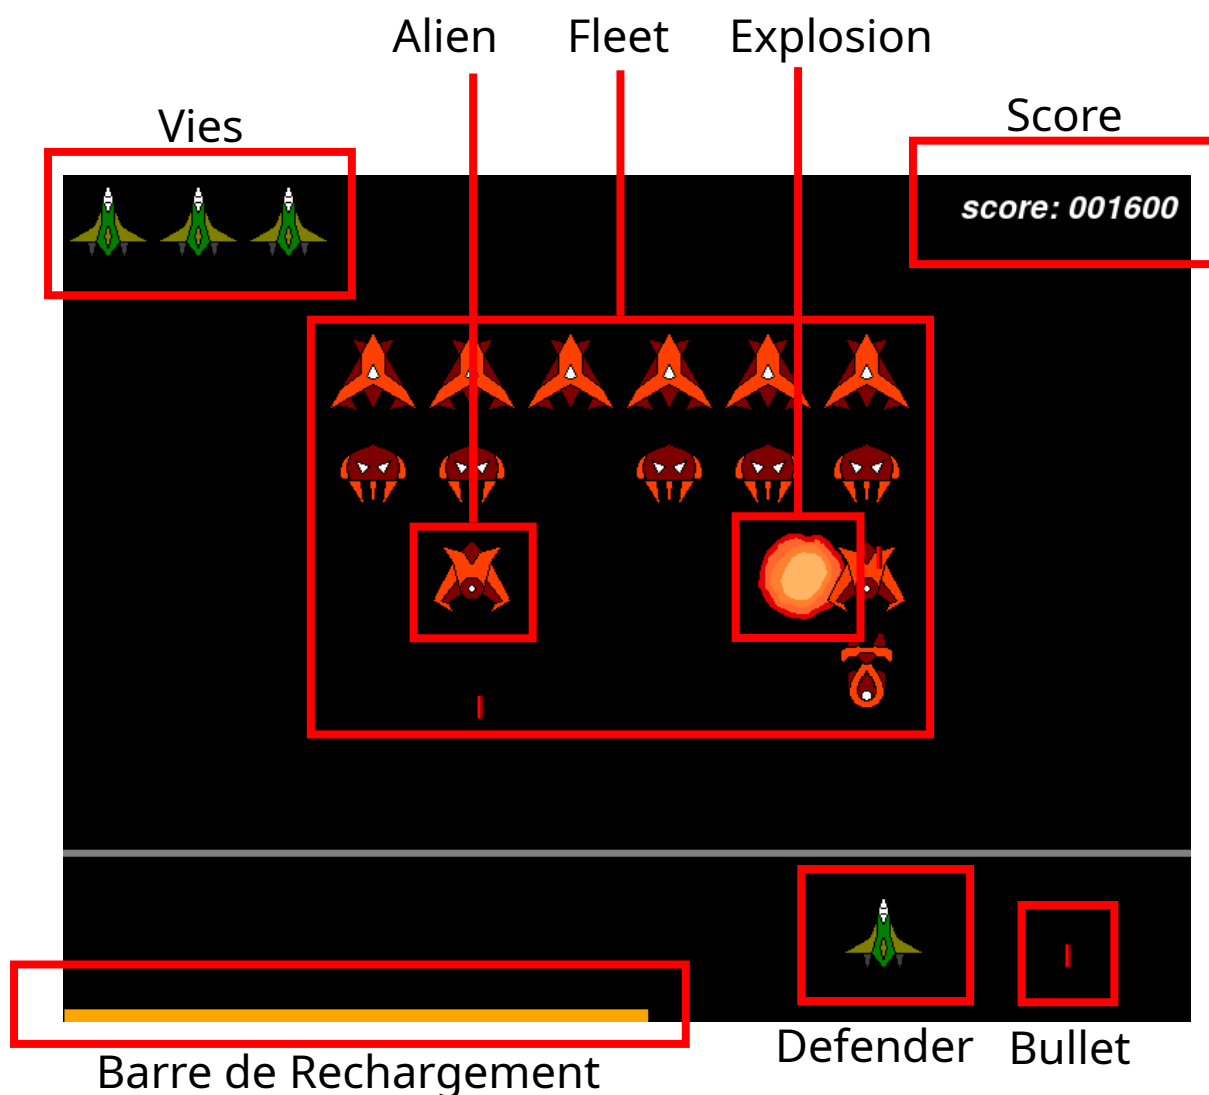 Alien Fleet Explosion
Vies
Score
score: 001600
Defender Bullet
Barre de Rechargement